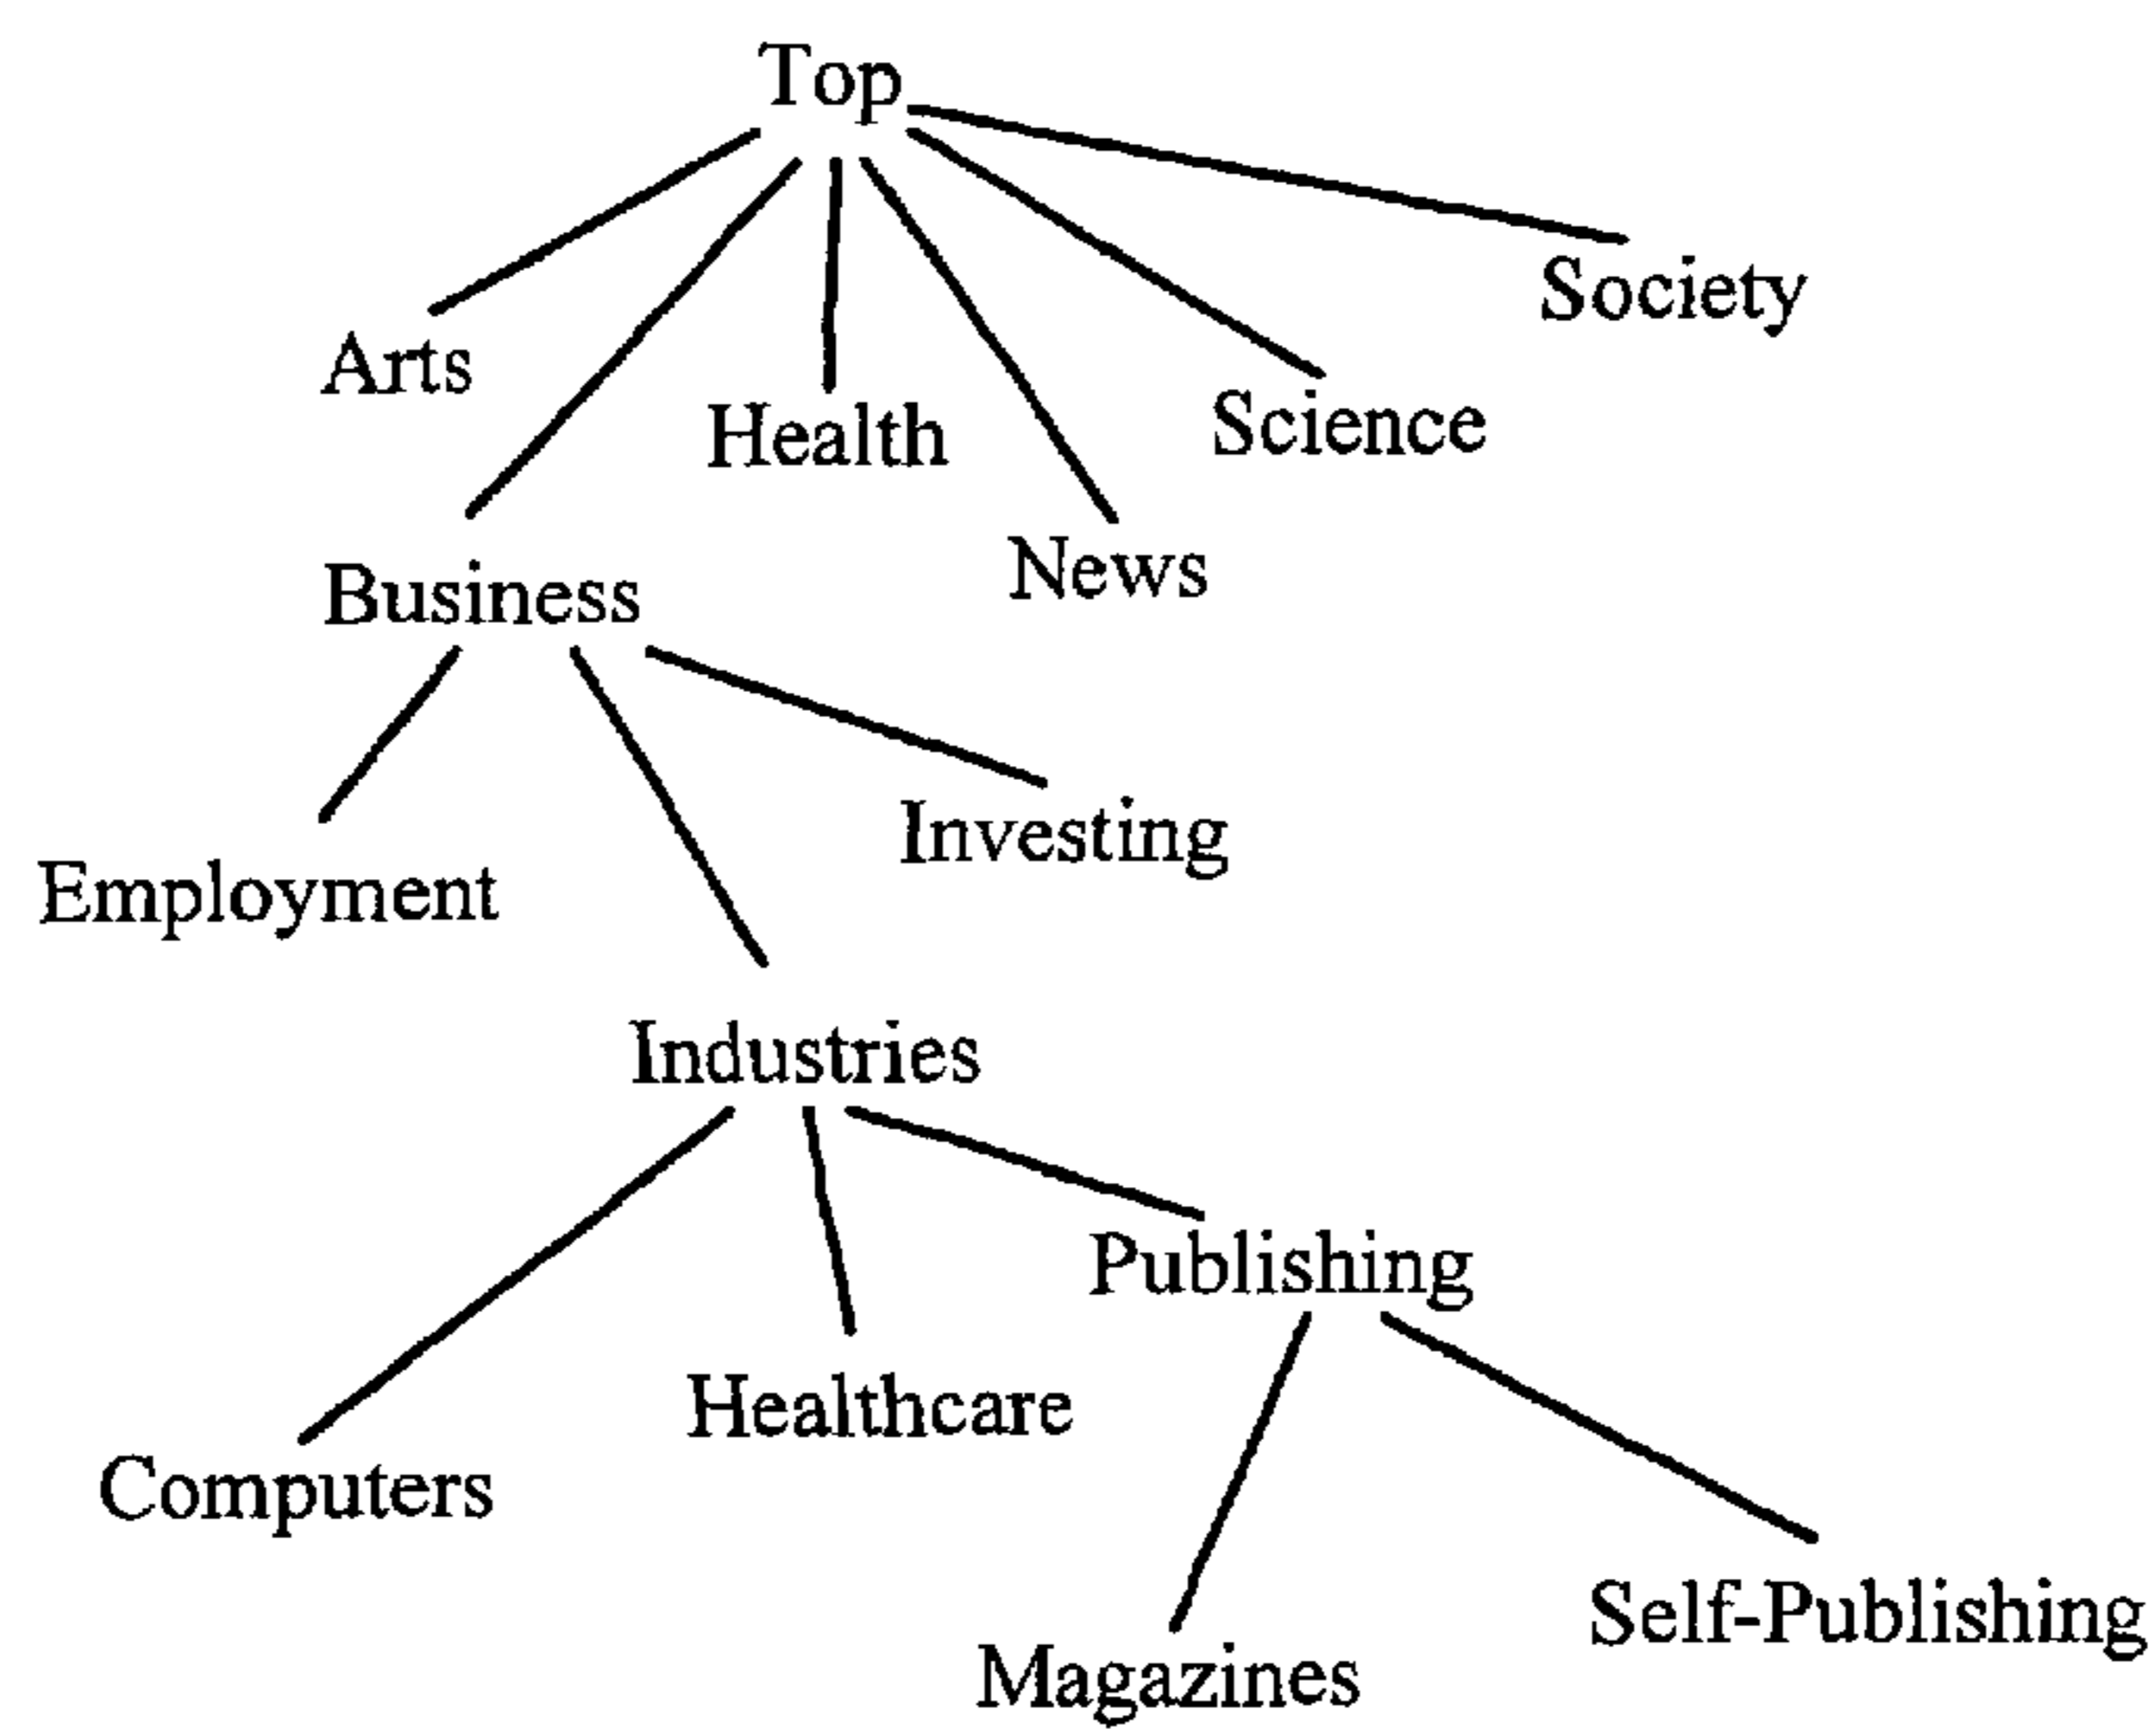 Top
Society
Arts
Health
Science
News
Business
Investing
Employment
Industries
Publishing
Healthcare
Computers
Self-Publishing
Magazines